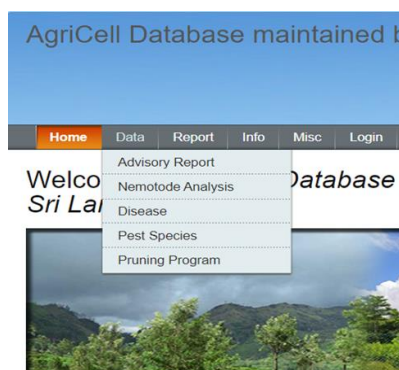 AgriCell Database maintained
Home Data Report Info Misc Login
Advisory Report
Nemotode Analysis
Disease
Pest Species
Pruning Program
Welco Database
Sri La